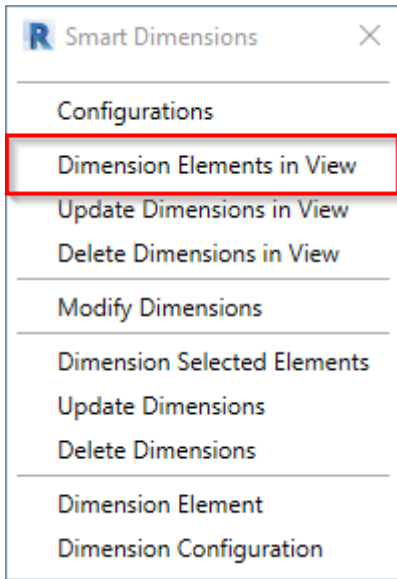 R Smart Dimensions
Configurations
Dimension Elements in View
Update Dimensions in View
Delete Dimensions in View
Modify Dimensions
Dimension Selected Elements
Update Dimensions
Delete Dimensions
Dimension Element
Dimension Configuration